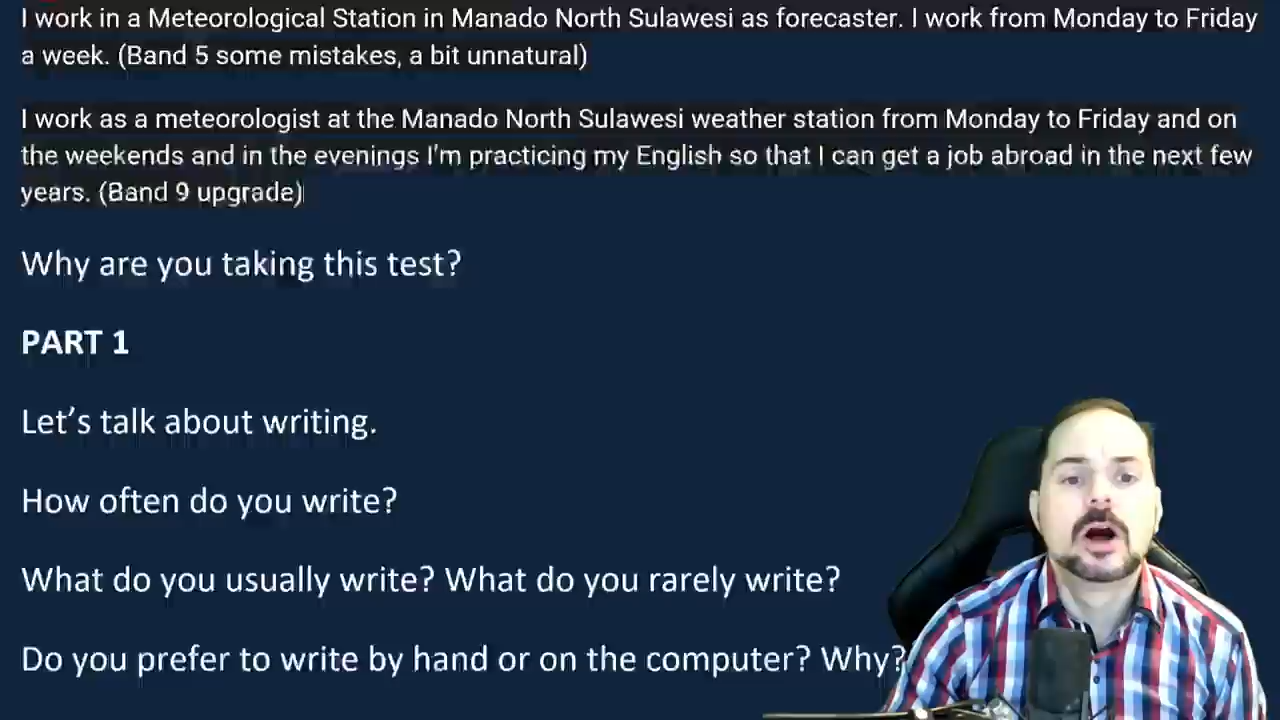 I work in a Meteorological Station in Manado North Sulawesi as forecaster. I work from Monday to Friday
a week. (Band 5 some mistakes, a bit unnatural)
I work as a meteorologist at the Manado North Sulawesi weather station from Monday to Friday and on
the weekends and in the evenings I'm practicing my English so that I can get a job abroad in the next few
years. (Band 9 upgrade)
Why are you taking this test?
PART 1
Let's talk about writing.
How often do you write?
What do you usually write? What do you rarely write?
Do you prefer to write by hand or on the computer? Why?